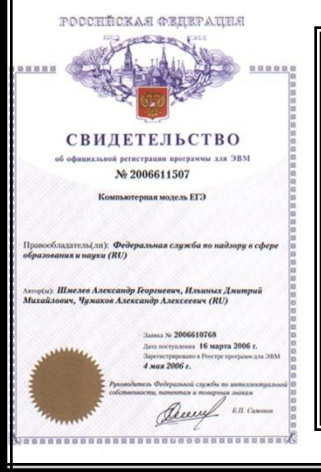 РОССИЙСКАЯ ФЕДЕРАЦИЯ
СВИДЕТЕЛЬСТВО
об официальной регистрации программы для ЭВМ
№ 2006611507
Компьютерная модель ЕГЭ
Правообладатель(ли): Федеральная служба по надзору в сфере
образования и науки (RU)
Автор(ы): Шмелев Александр Георгиевич, Ильиных Дмитрий
Михайлович, Чумаков Александр Алексеевич (RU)
Заявка № 2006610768
Дата поступления 16 марта 2006 г.
Зарегистрировано в Реестре программ для ЭВМ
4 мая 2006 г.
Руководитель Федеральной службы по интеллектуальной
собственности, патентам и товарным знакам
Б.П. Симонов